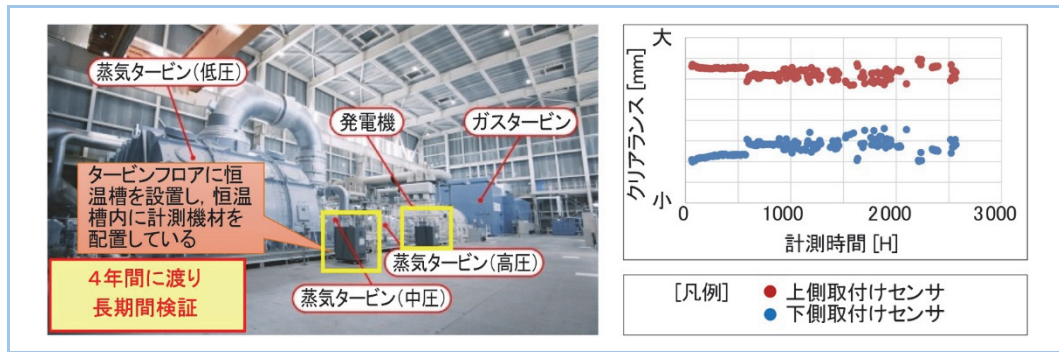 蒸気タービン(低圧)
発電機
ガスタービン
タービンフロアに恒
温槽を設置し,恒温
槽内に計測機材を
配置している
蒸気タービン(高圧)
蒸気タービン(中圧)
4年間に渡り
長期間検証
大
クリアランス [mm]
小
0 1000 2000 3000
計測時間 [H]
[凡例] 上側取付けセンサ
下側取付けセンサ